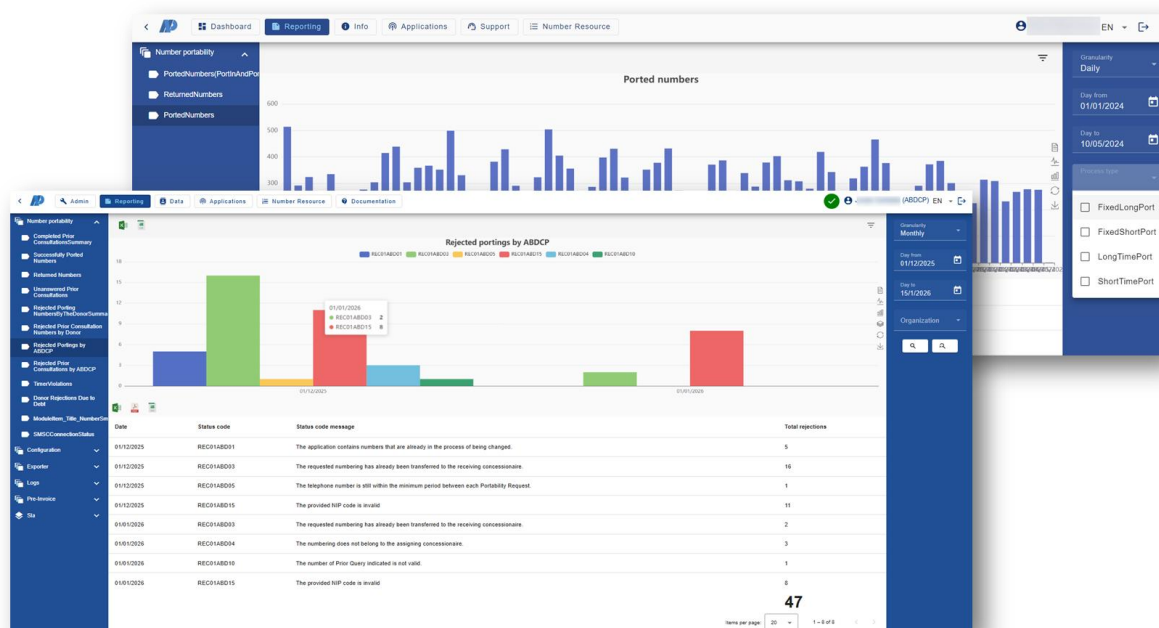 Dashboard
Reporting
Info
Applications
Support
Number Resource
EN
Number portability
PortedNumbers(PortInAndPor
ReturnedNumbers
PortedNumbers
Ported numbers
600
500
400
300
Granularity
Daily
Day from
01/01/2024
Day to
10/05/2024
Process type
FixedLongPort
FixedShortPort
LongTimePort
ShortTimePort
Admin
Reporting
Data
Applications
Number Resource
Documentation
(ABDCP) EN
Number portability
Completed Prior
ConsultationsSummary
Successfully Ported
Numbers
Returned Numbers
Unanswered Prior
Consultations
Rejected Porting
NumbersByTheDonorSumma
Rejected Prior Consultation
Numbers by Donor
Rejected Portings by
ABDCP
Rejected Prior
Consultations by ABDCP
TimerViolations
Donor Rejections Due to
Debt
ModuleItem_Title_NumberSm
SMSCConnectionStatus
Configuration
Exporter
Logs
Pre-Invoice
Sta
Rejected portings by ABDCP
REC01ABD01 REC01ABD03 REC01ABD05 REC01ABD15 REC01ABD04 REC01ABD10
18
15
12
9
6
3
0
01/01/2026
REC01ABD03 2
REC01ABD15 8
01/12/2025
01/01/2026
Granularity
Monthly
Day from
01/12/2025
Day to
15/1/2026
Organization
Date Status code Status code message Total rejections
01/12/2025 REC01ABD01 The application contains numbers that are already in the process of being changed. 5
01/12/2025 REC01ABD03 The requested numbering has already been transferred to the receiving concessionaire. 16
01/12/2025 REC01ABD05 The telephone number is still within the minimum period between each Portability Request. 1
01/12/2025 REC01ABD15 The provided NIP code is invalid 11
01/01/2026 REC01ABD03 The requested numbering has already been transferred to the receiving concessionaire. 2
01/01/2026 REC01ABD04 The numbering does not belong to the assigning concessionaire. 3
01/01/2026 REC01ABD10 The number of Prior Query indicated is not valid. 1
01/01/2026 REC01ABD15 The provided NIP code is invalid 8
47
Items per page: 20 1 – 8 of 8